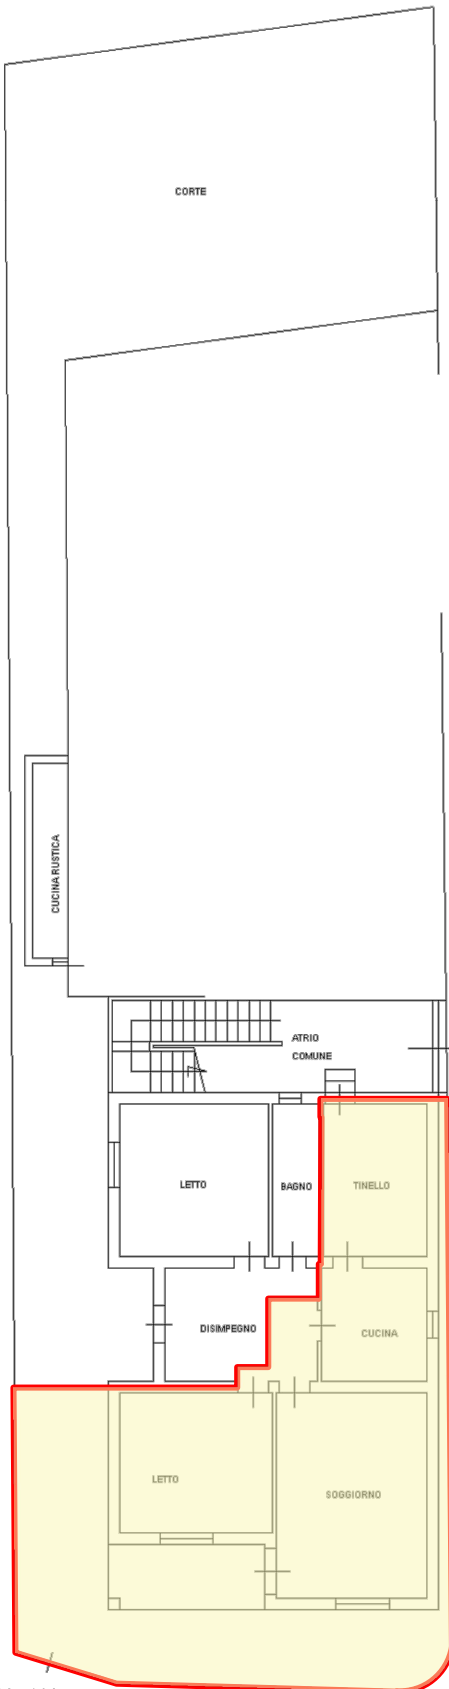 CORTE
CUCINA RUSTICA
ATRIO
COMUNE
LETTO
BAGNO
TINELLO
DISIMPEGNO
CUCINA
LETTO
SOGGIORNO